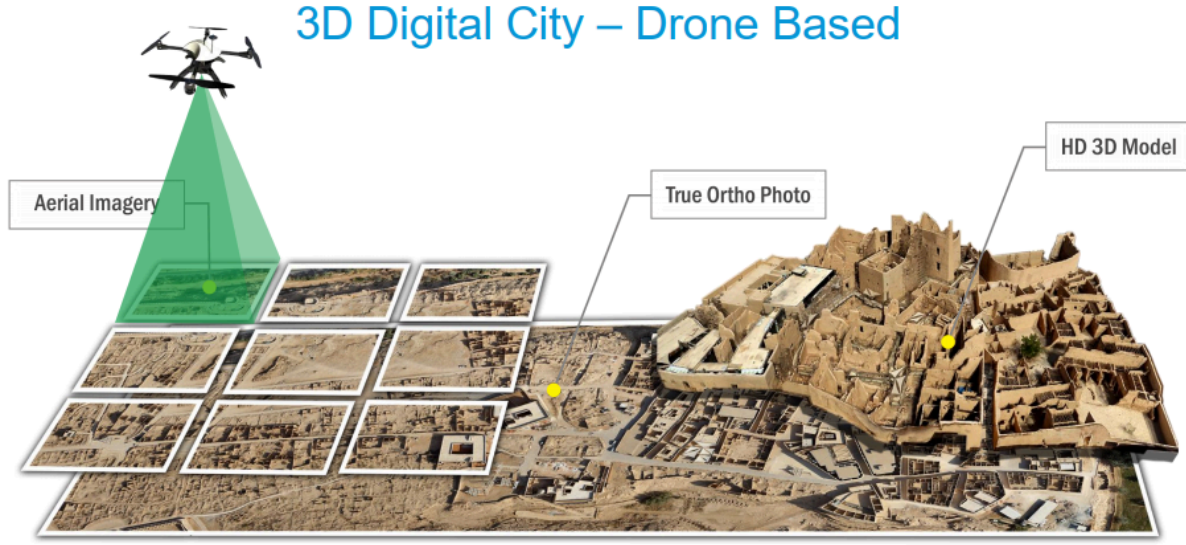 3D Digital City – Drone Based
HD 3D Model
Aerial Imagery
True Ortho Photo